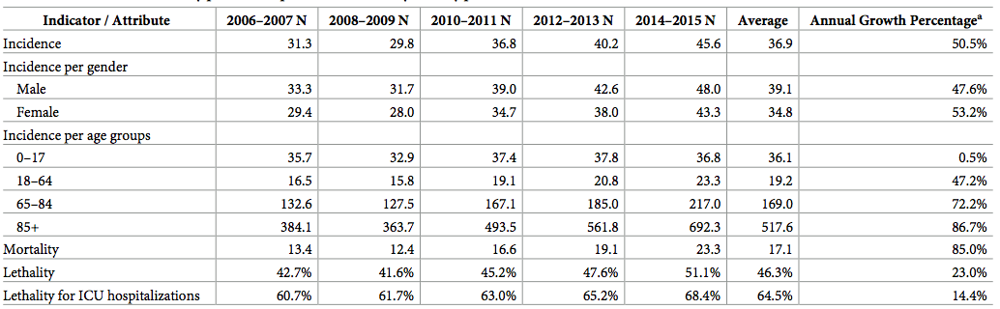 Indicator / Attribute 2006–2007 N 2008–2009 N 2010–2011 N 2012–2013 N 2014–2015 N Average Annual Growth Percentageᵃ
Incidence 31.3 29.8 36.8 40.2 45.6 36.9 50.5%
Incidence per gender
Male 33.3 31.7 39.0 42.6 48.0 39.1 47.6%
Female 29.4 28.0 34.7 38.0 43.3 34.8 53.2%
Incidence per age groups
0–17 35.7 32.9 37.4 37.8 36.8 36.1 0.5%
18–64 16.5 15.8 19.1 20.8 23.3 19.2 47.2%
65–84 132.6 127.5 167.1 185.0 217.0 169.0 72.2%
85+ 384.1 363.7 493.5 561.8 692.3 517.6 86.7%
Mortality 13.4 12.4 16.6 19.1 23.3 17.1 85.0%
Lethality 42.7% 41.6% 45.2% 47.6% 51.1% 46.3% 23.0%
Lethality for ICU hospitalizations 60.7% 61.7% 63.0% 65.2% 68.4% 64.5% 14.4%